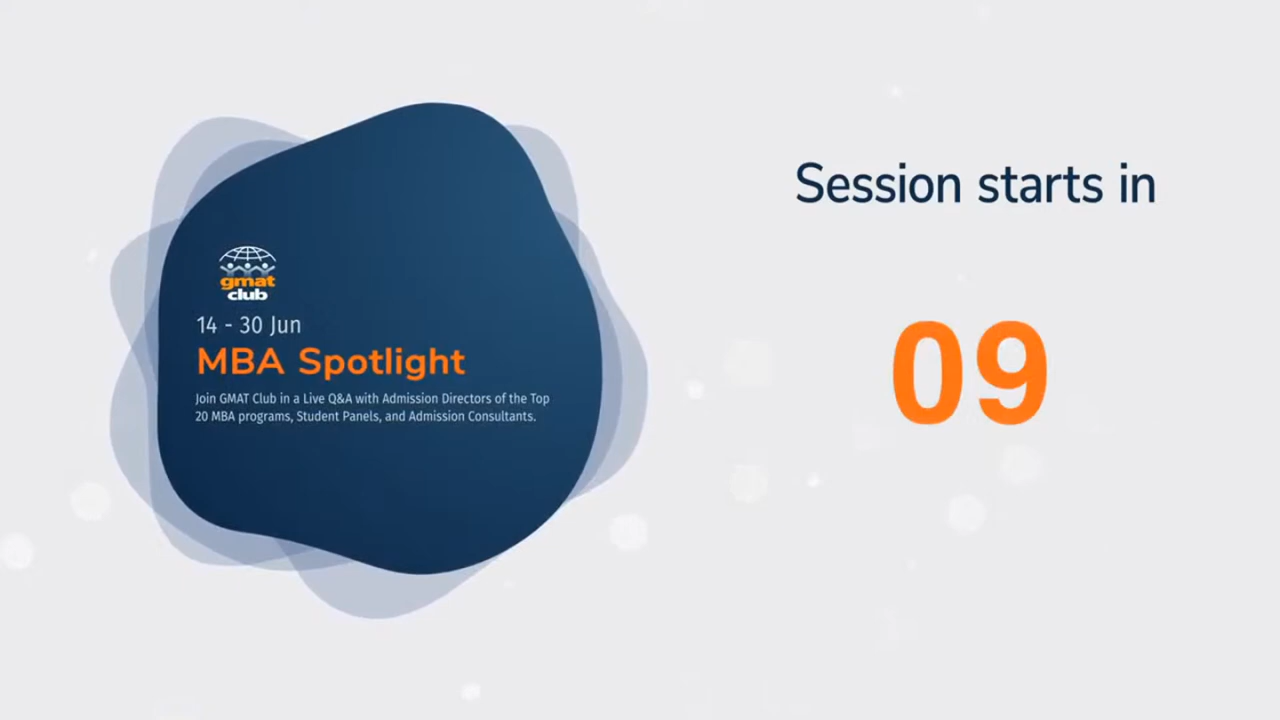 gmat
club
14 - 30 Jun
MBA Spotlight
Join GMAT Club in a Live Q&A with Admission Directors of the Top
20 MBA programs, Student Panels, and Admission Consultants.
Session starts in
09